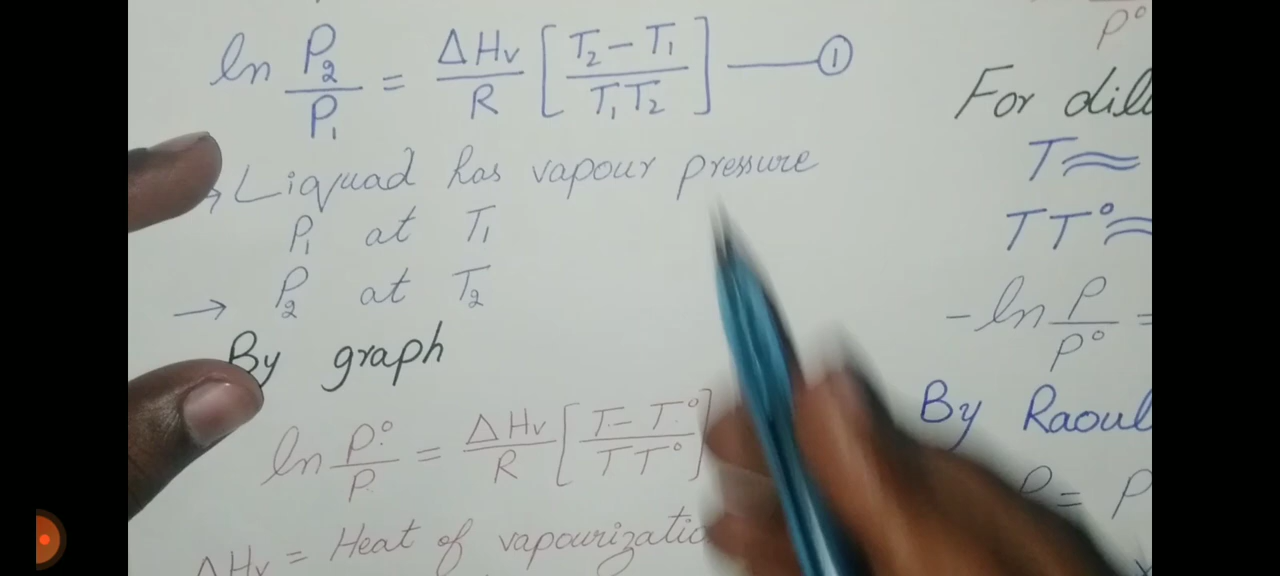 ln P₂/P₁ = ΔHv/R [T₂ - T₁/T₁T₂] —— ①
→ Liquad has vapour pressure
P₁ at T₁
→ P₂ at T₂
By graph
ln P°/P = ΔHv/R [T - T°/TT°]
ΔHv = Heat of vapourizatio
P°
For dil
T≈
TT°≈
-ln P/P° =
By Raoul
P = P